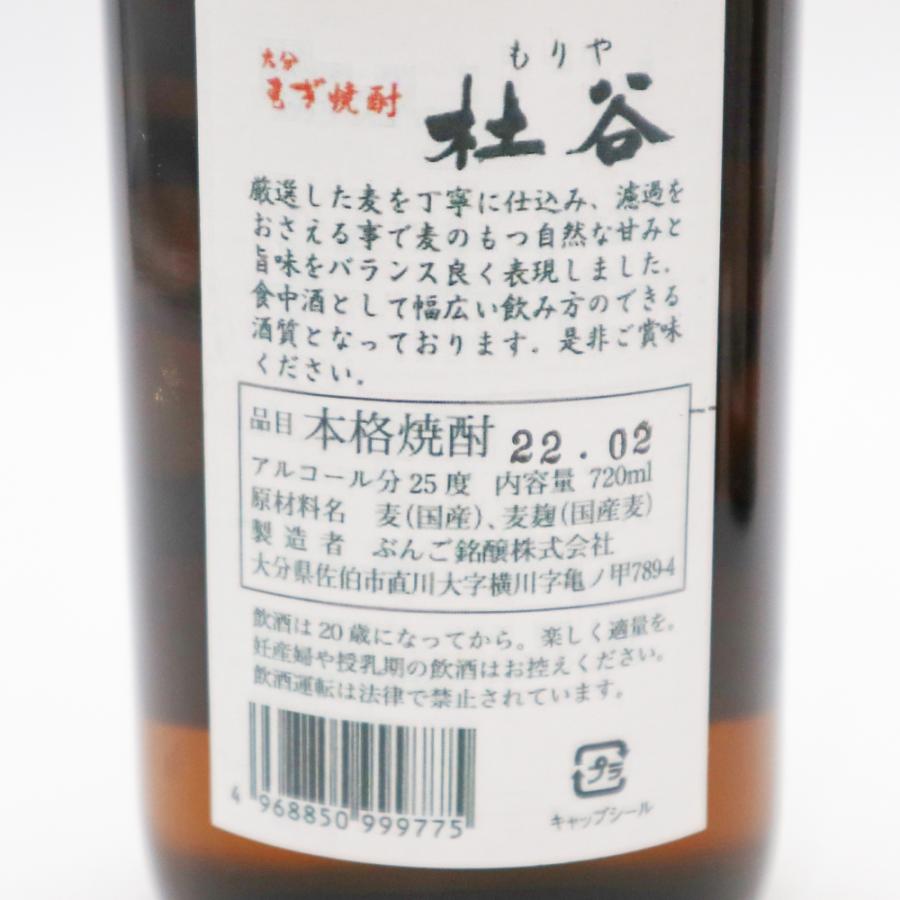 もりや
大分
むぎ焼酎
杜谷
厳選した麦を丁寧に仕込み、濾過を
おさえる事で麦のもつ自然な甘みと
旨味をバランス良く表現しました.
食中酒として幅広い飲み方のできる
酒質となっております. 是非ご賞味
ください.
品目 本格焼酎 22.02
アルコール分 25度 内容量 720ml
原材料名 麦(国産)、麦麹(国産麦)
製造者 ぶんご銘醸株式会社
大分県佐伯市直川大字横川字亀ノ甲789-4
飲酒は20歳になってから。楽しく適量を。
妊産婦や授乳期の飲酒はお控えください。
飲酒運転は法律で禁止されています。
プラ
キャップシール
4 968850 999775